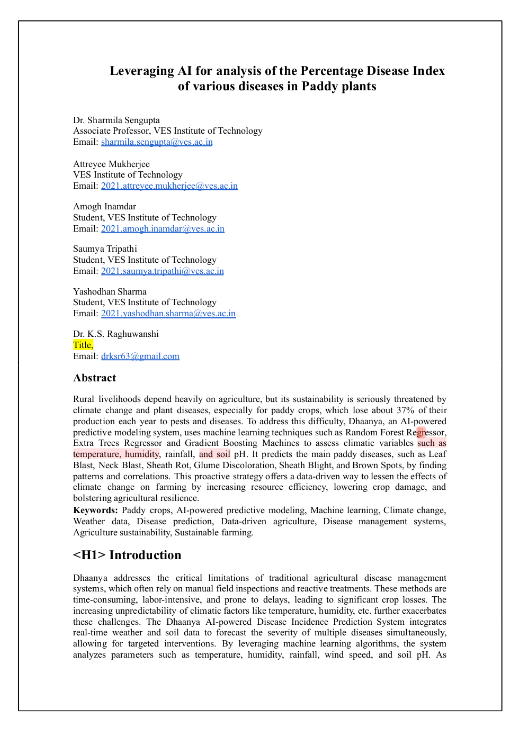 Leveraging AI for analysis of the Percentage Disease Index
of various diseases in Paddy plants
Dr. Sharmila Sengupta
Associate Professor, VES Institute of Technology
Email: sharmila.sengupta@ves.ac.in
Attreyee Mukherjee
VES Institute of Technology
Email: 2021.attreyee.mukherjee@ves.ac.in
Amogh Inamdar
Student, VES Institute of Technology
Email: 2021.amogh.inamdar@ves.ac.in
Saumya Tripathi
Student, VES Institute of Technology
Email: 2021.saumya.tripathi@ves.ac.in
Yashodhan Sharma
Student, VES Institute of Technology
Email: 2021.yashodhan.sharma@ves.ac.in
Dr. K.S. Raghuwanshi
Title,
Email: drksr63@gmail.com
Abstract
Rural livelihoods depend heavily on agriculture, but its sustainability is seriously threatened by
climate change and plant diseases, especially for paddy crops, which lose about 37% of their
production each year to pests and diseases. To address this difficulty, Dhaanya, an AI-powered
predictive modeling system, uses machine learning techniques such as Random Forest Regressor,
Extra Trees Regressor and Gradient Boosting Machines to assess climatic variables such as
temperature, humidity, rainfall, and soil pH. It predicts the main paddy diseases, such as Leaf
Blast, Neck Blast, Sheath Rot, Glume Discoloration, Sheath Blight, and Brown Spots, by finding
patterns and correlations. This proactive strategy offers a data-driven way to lessen the effects of
climate change on farming by increasing resource efficiency, lowering crop damage, and
bolstering agricultural resilience.
Keywords: Paddy crops, AI-powered predictive modeling, Machine learning, Climate change,
Weather data, Disease prediction, Data-driven agriculture, Disease management systems,
Agriculture sustainability, Sustainable farming.
<H1> Introduction
Dhaanya addresses the critical limitations of traditional agricultural disease management
systems, which often rely on manual field inspections and reactive treatments. These methods are
time-consuming, labor-intensive, and prone to delays, leading to significant crop losses. The
increasing unpredictability of climatic factors like temperature, humidity, etc. further exacerbates
these challenges. The Dhaanya AI-powered Disease Incidence Prediction System integrates
real-time weather and soil data to forecast the severity of multiple diseases simultaneously,
allowing for targeted interventions. By leveraging machine learning algorithms, the system
analyzes parameters such as temperature, humidity, rainfall, wind speed, and soil pH. As